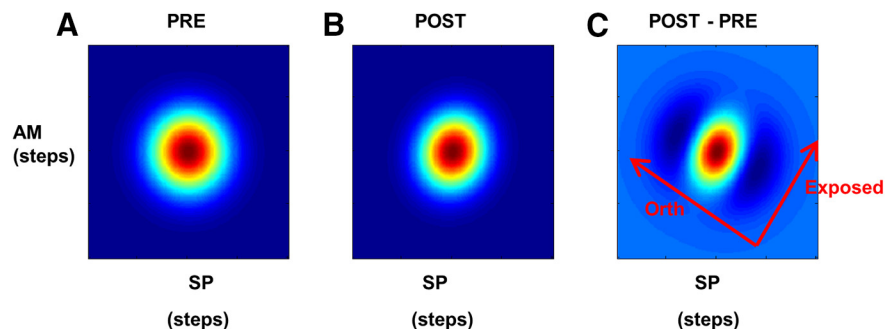 A PRE
B POST
C POST - PRE
AM
(steps)
Orth
Exposed
SP
(steps)
SP
(steps)
SP
(steps)